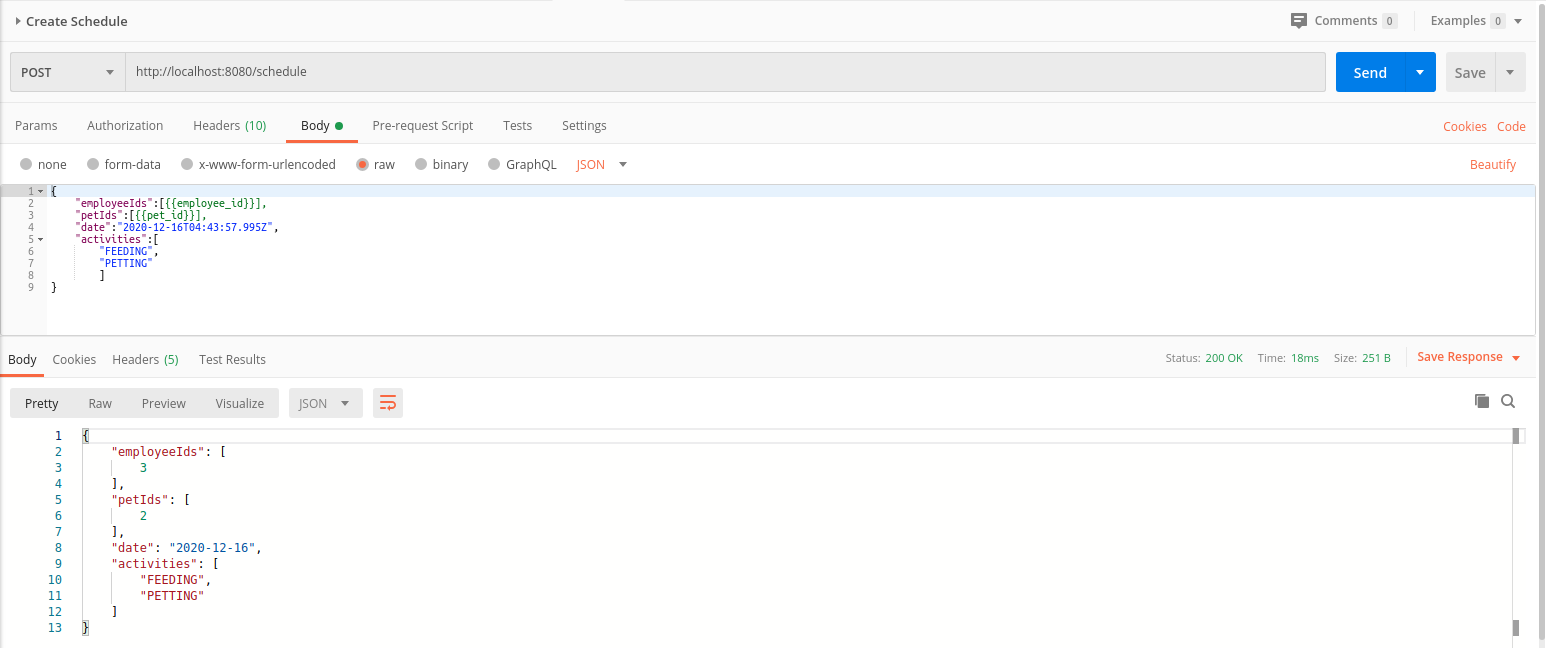 Create Schedule Comments 0 Examples 0
POST http://localhost:8080/schedule Send Save
Params Authorization Headers (10) Body Pre-request Script Tests Settings Cookies Code
none form-data x-www-form-urlencoded raw binary GraphQL JSON Beautify
1 {
2 "employeeIds":[{{employee_id}}],
3 "petIds":[{{pet_id}}],
4 "date":"2020-12-16T04:43:57.995Z",
5 "activities":[
6 "FEEDING",
7 "PETTING"
8 ]
9 }
Body Cookies Headers (5) Test Results Status: 200 OK Time: 18ms Size: 251 B Save Response
Pretty Raw Preview Visualize JSON
1 {
2 "employeeIds": [
3 3
4 ],
5 "petIds": [
6 2
7 ],
8 "date": "2020-12-16",
9 "activities": [
10 "FEEDING",
11 "PETTING"
12 ]
13 }